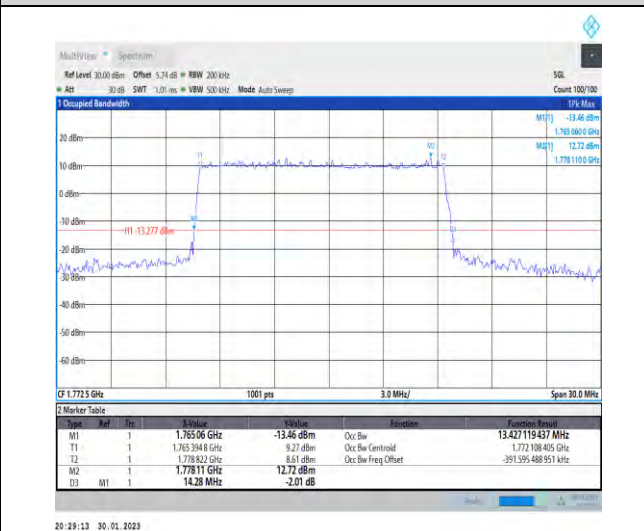 MultiView Spectrum
Ref Level 30.00 dBm Offset 5.74 dB RBW 200 kHz SGL
Att 30 dB SWT 1.01 ms VBW 500 kHz Mode Auto Sweep Count 100/100
1 Occupied Bandwidth 1Pk Max
M1[1] -13.46 dBm
1.765 060 0 GHz
20 dBm
M2[1] 12.72 dBm
M2
T1 T2
1.778 110 0 GHz
10 dBm
0 dBm
-10 dBm
M1
H1 -13.277 dBm
-20 dBm
-30 dBm
-40 dBm
-50 dBm
-60 dBm
CF 1.772 5 GHz 1001 pts 3.0 MHz/ Span 30.0 MHz
2 Marker Table
Type Ref Trc X-Value Y-Value Function Function Result
M1 1 1.765 06 GHz -13.46 dBm Occ Bw 13.427 119 437 MHz
T1 1 1.765 394 8 GHz 9.27 dBm Occ Bw Centroid 1.772 108 405 GHz
T2 1 1.778 822 GHz 8.61 dBm Occ Bw Freq Offset -391.595 488 951 kHz
M2 1 1.778 11 GHz 12.72 dBm
D3 M1 1 14.28 MHz -2.01 dB
20:29:13 30.01.2023